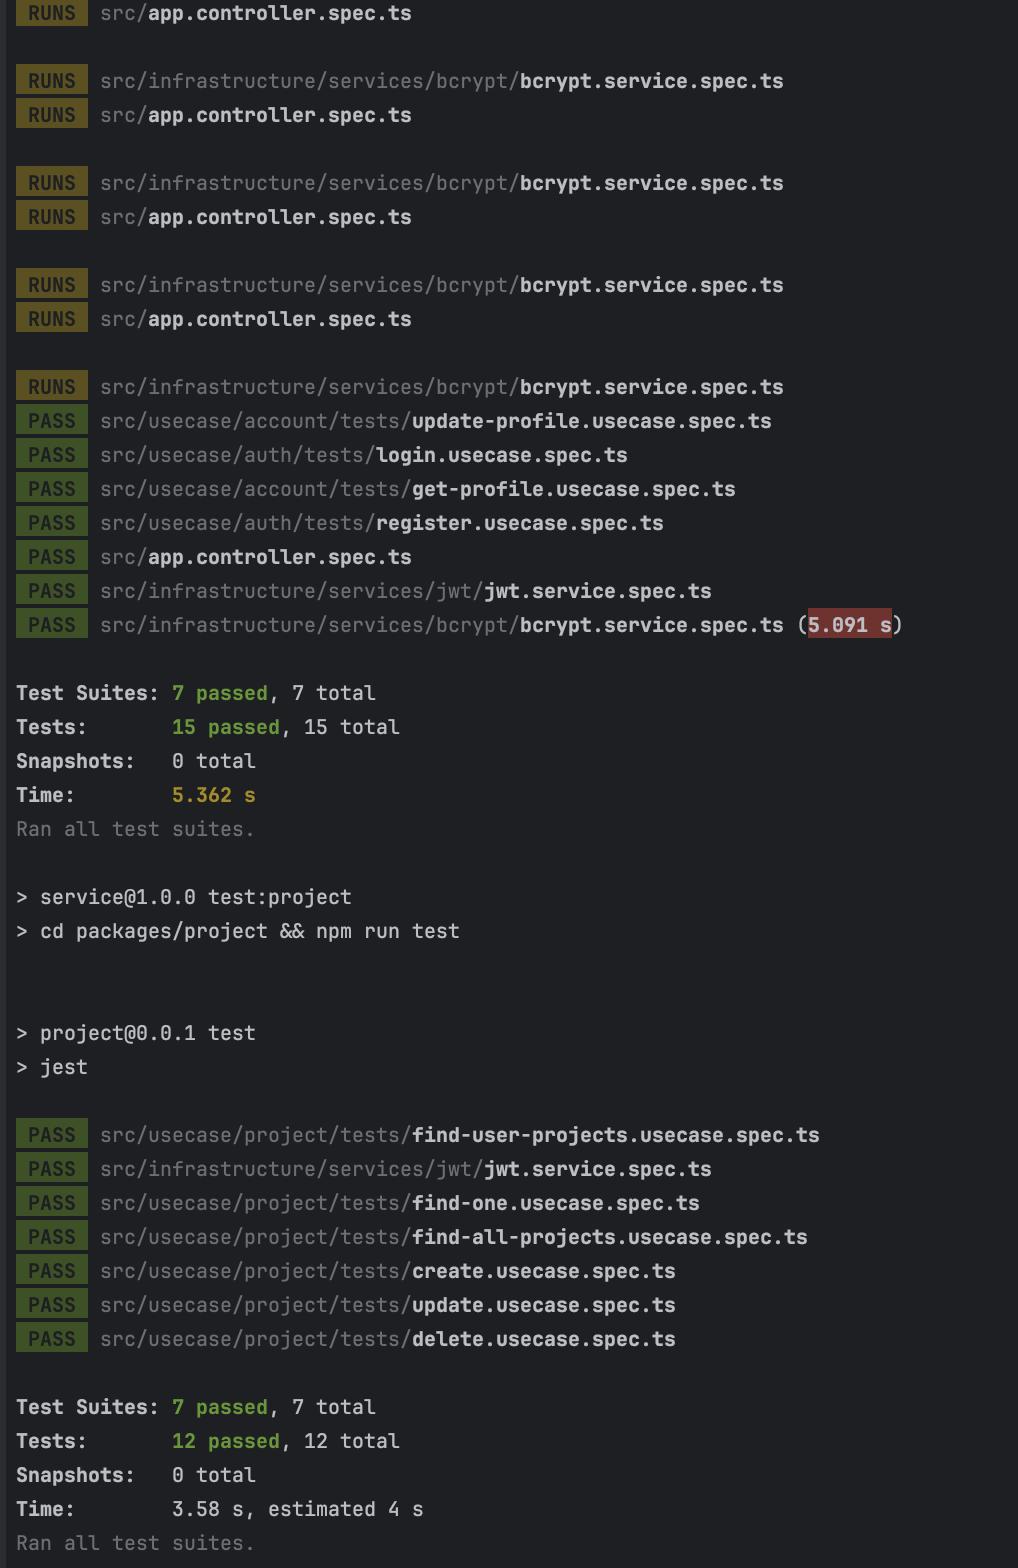 RUNS src/app.controller.spec.ts
RUNS src/infrastructure/services/bcrypt/bcrypt.service.spec.ts
RUNS src/app.controller.spec.ts
RUNS src/infrastructure/services/bcrypt/bcrypt.service.spec.ts
RUNS src/app.controller.spec.ts
RUNS src/infrastructure/services/bcrypt/bcrypt.service.spec.ts
RUNS src/app.controller.spec.ts
RUNS src/infrastructure/services/bcrypt/bcrypt.service.spec.ts
PASS src/usecase/account/tests/update-profile.usecase.spec.ts
PASS src/usecase/auth/tests/login.usecase.spec.ts
PASS src/usecase/account/tests/get-profile.usecase.spec.ts
PASS src/usecase/auth/tests/register.usecase.spec.ts
PASS src/app.controller.spec.ts
PASS src/infrastructure/services/jwt/jwt.service.spec.ts
PASS src/infrastructure/services/bcrypt/bcrypt.service.spec.ts (5.091 s)
Test Suites: 7 passed, 7 total
Tests: 15 passed, 15 total
Snapshots: 0 total
Time: 5.362 s
Ran all test suites.
> service@1.0.0 test:project
> cd packages/project && npm run test
> project@0.0.1 test
> jest
PASS src/usecase/project/tests/find-user-projects.usecase.spec.ts
PASS src/infrastructure/services/jwt/jwt.service.spec.ts
PASS src/usecase/project/tests/find-one.usecase.spec.ts
PASS src/usecase/project/tests/find-all-projects.usecase.spec.ts
PASS src/usecase/project/tests/create.usecase.spec.ts
PASS src/usecase/project/tests/update.usecase.spec.ts
PASS src/usecase/project/tests/delete.usecase.spec.ts
Test Suites: 7 passed, 7 total
Tests: 12 passed, 12 total
Snapshots: 0 total
Time: 3.58 s, estimated 4 s
Ran all test suites.